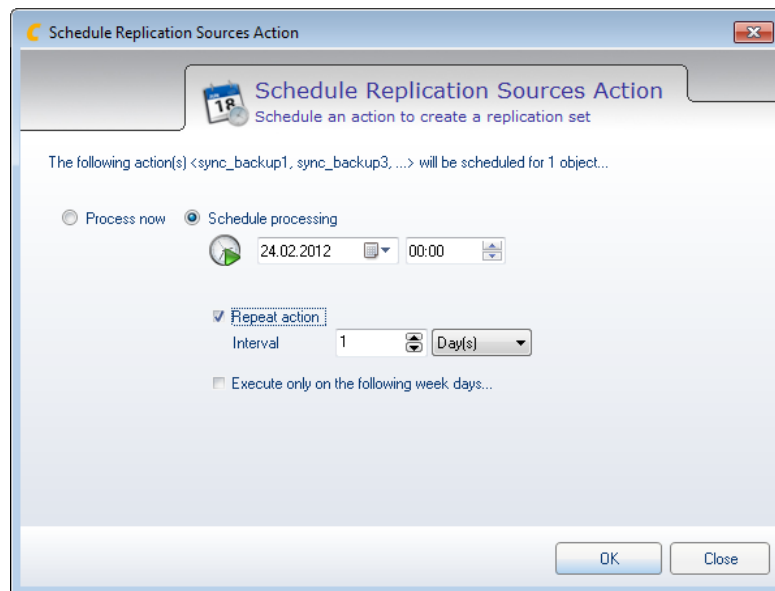 Schedule Replication Sources Action
18
Schedule Replication Sources Action
Schedule an action to create a replication set
The following action(s) <sync_backup1, sync_backup3, ...> will be scheduled for 1 object...
Process now Schedule processing
24.02.2012 00:00
Repeat action
Interval 1 Day(s)
Execute only on the following week days...
OK Close